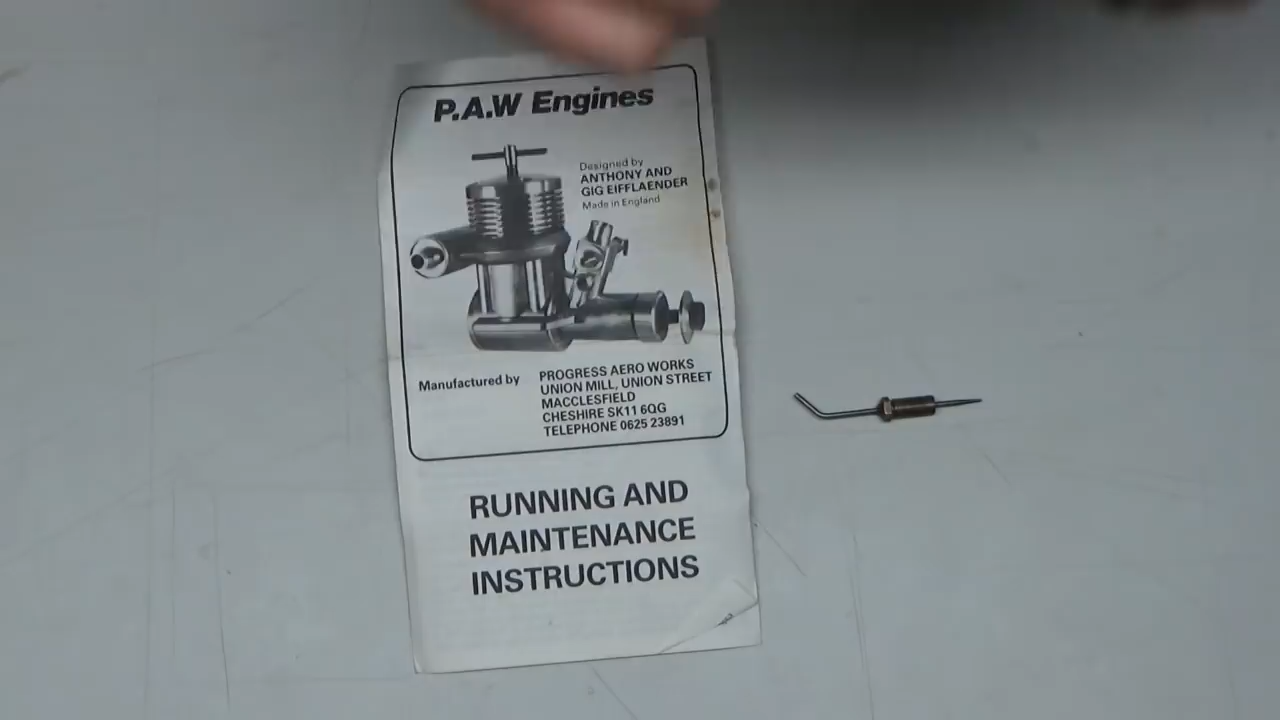 P.A.W Engines
Designed by
ANTHONY AND
GIG EIFFLAENDER
Made in England
Manufactured by
PROGRESS AERO WORKS
UNION MILL, UNION STREET
MACCLESFIELD
CHESHIRE SK11 6QG
TELEPHONE 0625 23891
RUNNING AND
MAINTENANCE
INSTRUCTIONS